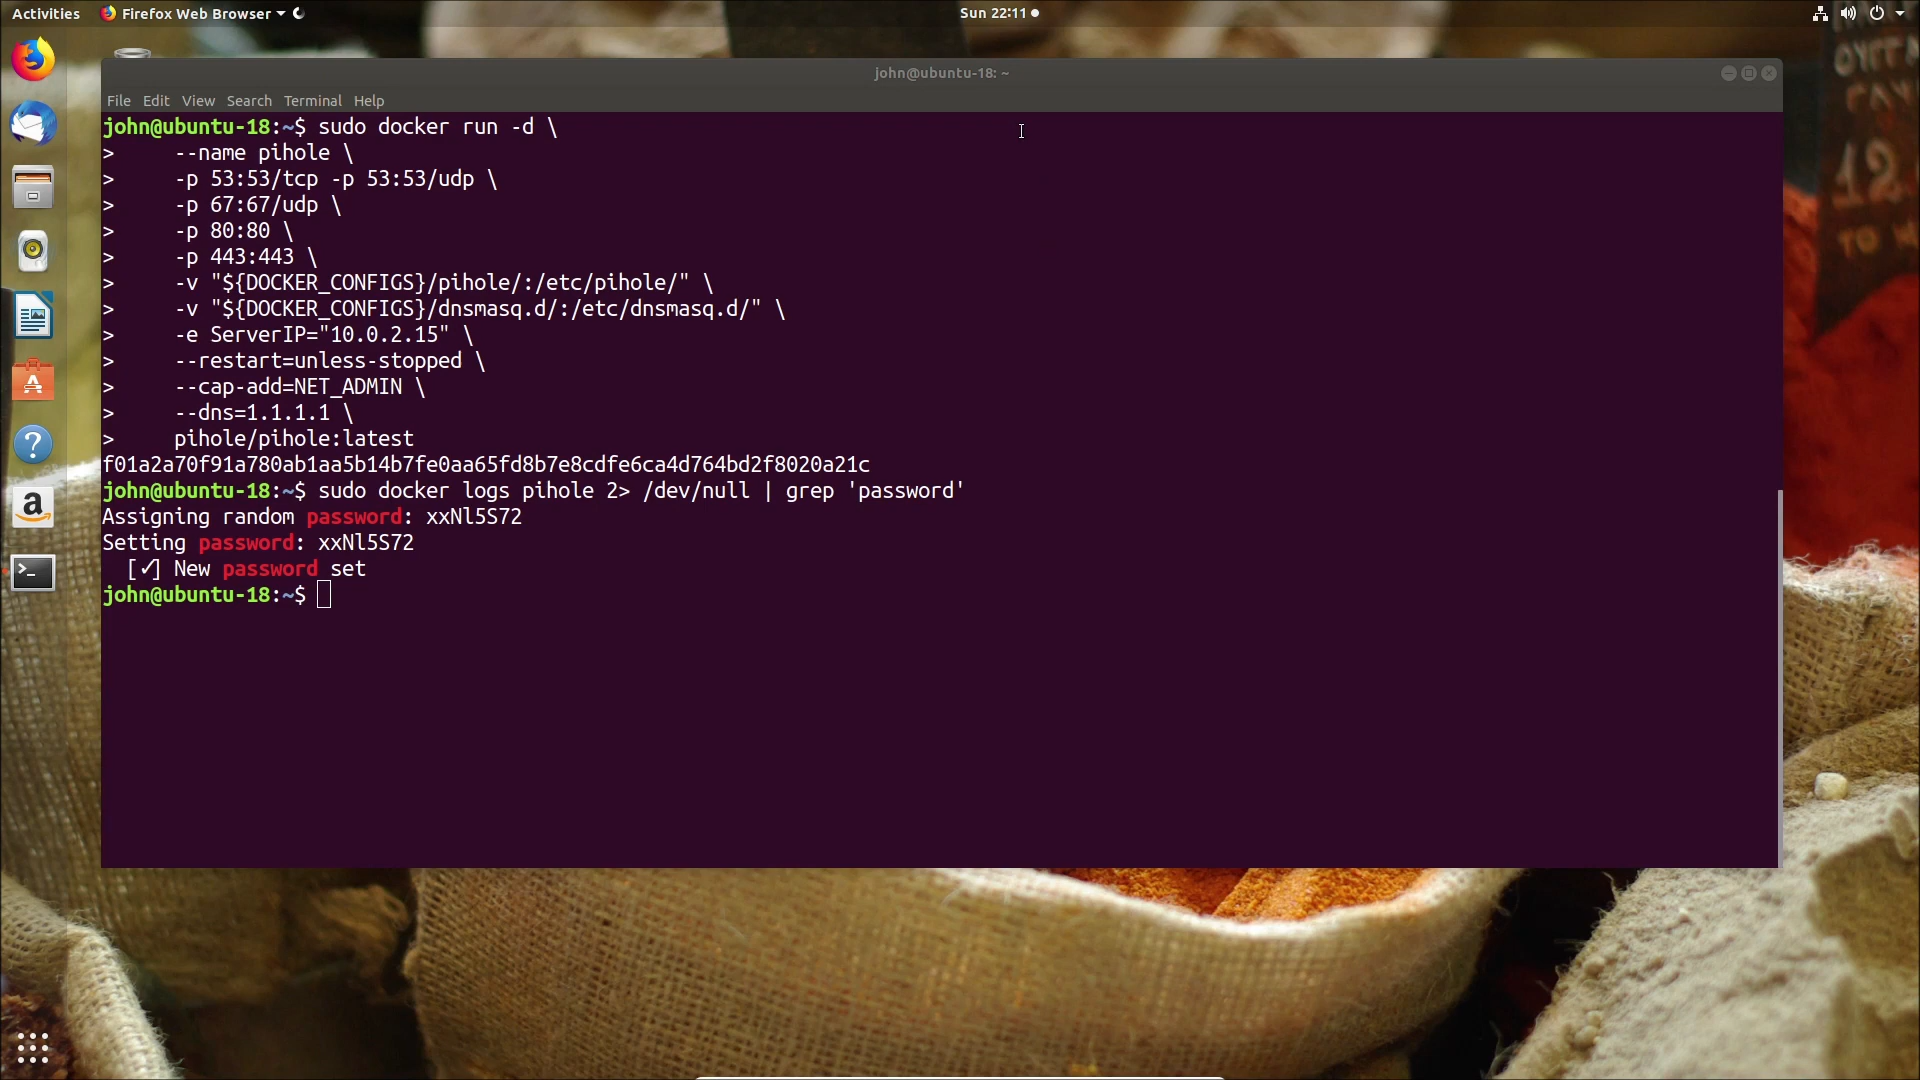 Activities
Firefox Web Browser
Sun 22:11
john@ubuntu-18: ~
File Edit View Search Terminal Help
john@ubuntu-18:~$ sudo docker run -d \
>     --name pihole \
>     -p 53:53/tcp -p 53:53/udp \
>     -p 67:67/udp \
>     -p 80:80 \
>     -p 443:443 \
>     -v "${DOCKER_CONFIGS}/pihole/:/etc/pihole/" \
>     -v "${DOCKER_CONFIGS}/dnsmasq.d/:/etc/dnsmasq.d/" \
>     -e ServerIP="10.0.2.15" \
>     --restart=unless-stopped \
>     --cap-add=NET_ADMIN \
>     --dns=1.1.1.1 \
>     pihole/pihole:latest
f01a2a70f91a780ab1aa5b14b7fe0aa65fd8b7e8cdfe6ca4d764bd2f8020a21c
john@ubuntu-18:~$ sudo docker logs pihole 2> /dev/null | grep 'password'
Assigning random password: xxNl5S72
Setting password: xxNl5S72
  [✓] New password set
john@ubuntu-18:~$
12.